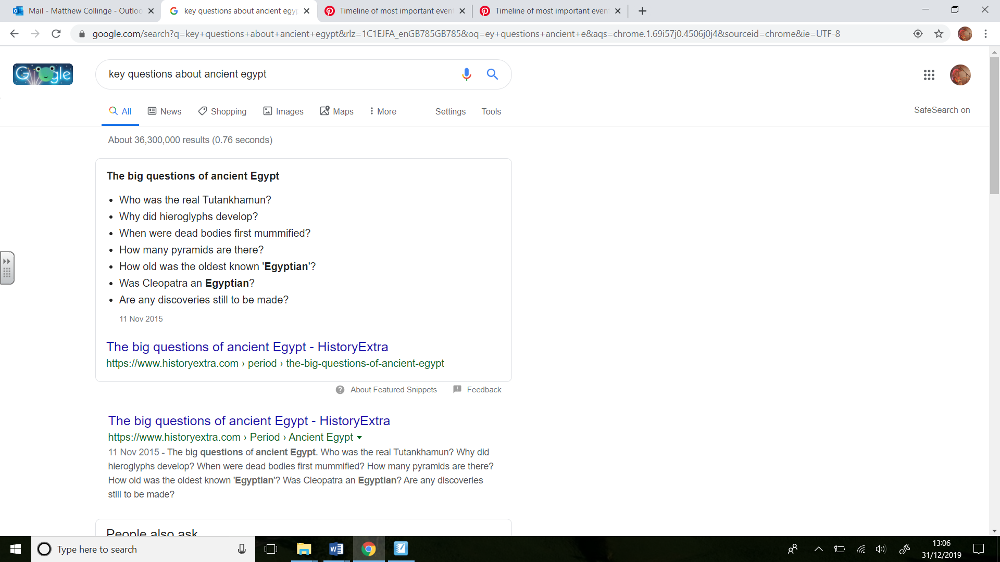 Mail - Matthew Collinge - Outloo
key questions about ancient egyp
Timeline of most important even
Timeline of most important even
google.com/search?q=key+questions+about+ancient+egypt&rlz=1C1EJFA_enGB785GB785&oq=ey+questions+ancient+e&aqs=chrome.1.69i57j0.4506j0j4&sourceid=chrome&ie=UTF-8
Google
key questions about ancient egypt
All News Shopping Images Maps More Settings Tools
SafeSearch on
About 36,300,000 results (0.76 seconds)
The big questions of ancient Egypt
• Who was the real Tutankhamun?
• Why did hieroglyphs develop?
• When were dead bodies first mummified?
• How many pyramids are there?
• How old was the oldest known 'Egyptian'?
• Was Cleopatra an Egyptian?
• Are any discoveries still to be made?
11 Nov 2015
The big questions of ancient Egypt - HistoryExtra
https://www.historyextra.com › period › the-big-questions-of-ancient-egypt
About Featured Snippets Feedback
The big questions of ancient Egypt - HistoryExtra
https://www.historyextra.com › Period › Ancient Egypt
11 Nov 2015 - The big questions of ancient Egypt. Who was the real Tutankhamun? Why did
hieroglyphs develop? When were dead bodies first mummified? How many pyramids are there?
How old was the oldest known 'Egyptian'? Was Cleopatra an Egyptian? Are any discoveries
still to be made?
People also ask
Type here to search
13:06
31/12/2019